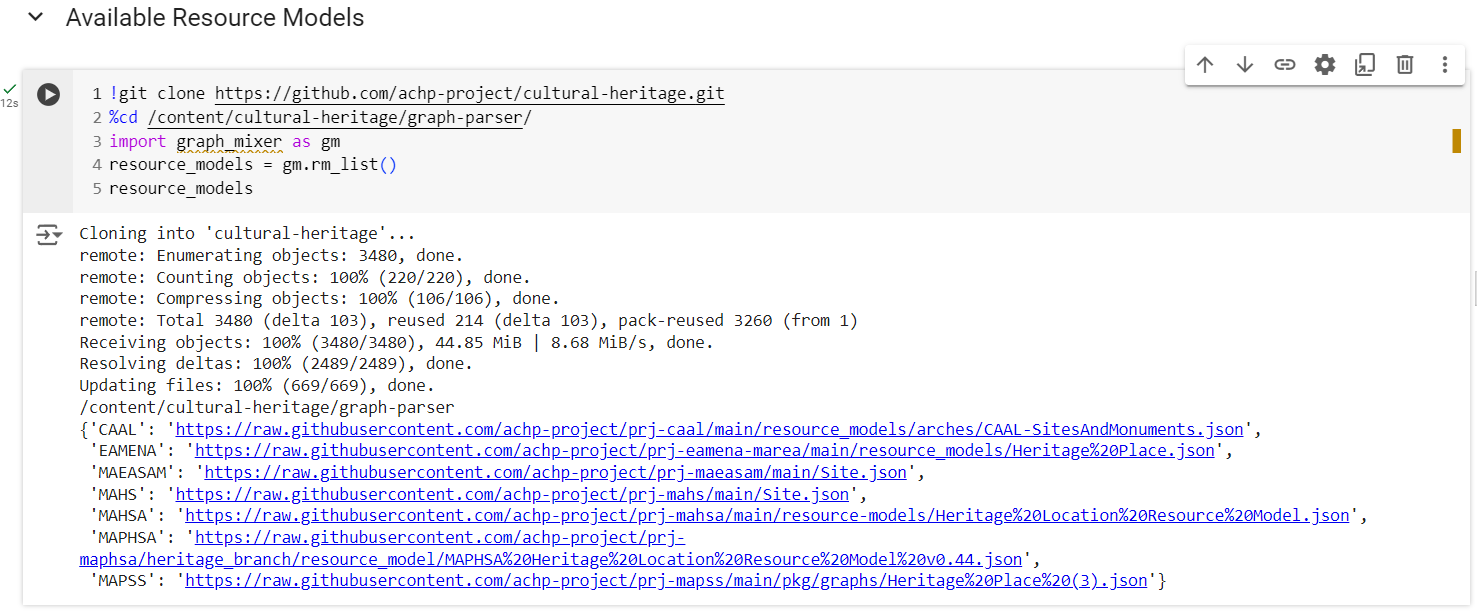 Available Resource Models
12s
1 !git clone https://github.com/achp-project/cultural-heritage.git
2 %cd /content/cultural-heritage/graph-parser/
3 import graph_mixer as gm
4 resource_models = gm.rm_list()
5 resource_models
Cloning into 'cultural-heritage'...
remote: Enumerating objects: 3480, done.
remote: Counting objects: 100% (220/220), done.
remote: Compressing objects: 100% (106/106), done.
remote: Total 3480 (delta 103), reused 214 (delta 103), pack-reused 3260 (from 1)
Receiving objects: 100% (3480/3480), 44.85 MiB | 8.68 MiB/s, done.
Resolving deltas: 100% (2489/2489), done.
Updating files: 100% (669/669), done.
/content/cultural-heritage/graph-parser
{'CAAL': 'https://raw.githubusercontent.com/achp-project/prj-caal/main/resource_models/arches/CAAL-SitesAndMonuments.json',
'EAMENA': 'https://raw.githubusercontent.com/achp-project/prj-eamena-marea/main/resource_models/Heritage%20Place.json',
'MAEASAM': 'https://raw.githubusercontent.com/achp-project/prj-maeasam/main/Site.json',
'MAHS': 'https://raw.githubusercontent.com/achp-project/prj-mahs/main/Site.json',
'MAHSA': 'https://raw.githubusercontent.com/achp-project/prj-mahsa/main/resource-models/Heritage%20Location%20Resource%20Model.json',
'MAPHSA': 'https://raw.githubusercontent.com/achp-project/prj-
maphsa/heritage_branch/resource_model/MAPHSA%20Heritage%20Location%20Resource%20Model%20v0.44.json',
'MAPSS': 'https://raw.githubusercontent.com/achp-project/prj-mapss/main/pkg/graphs/Heritage%20Place%20(3).json'}